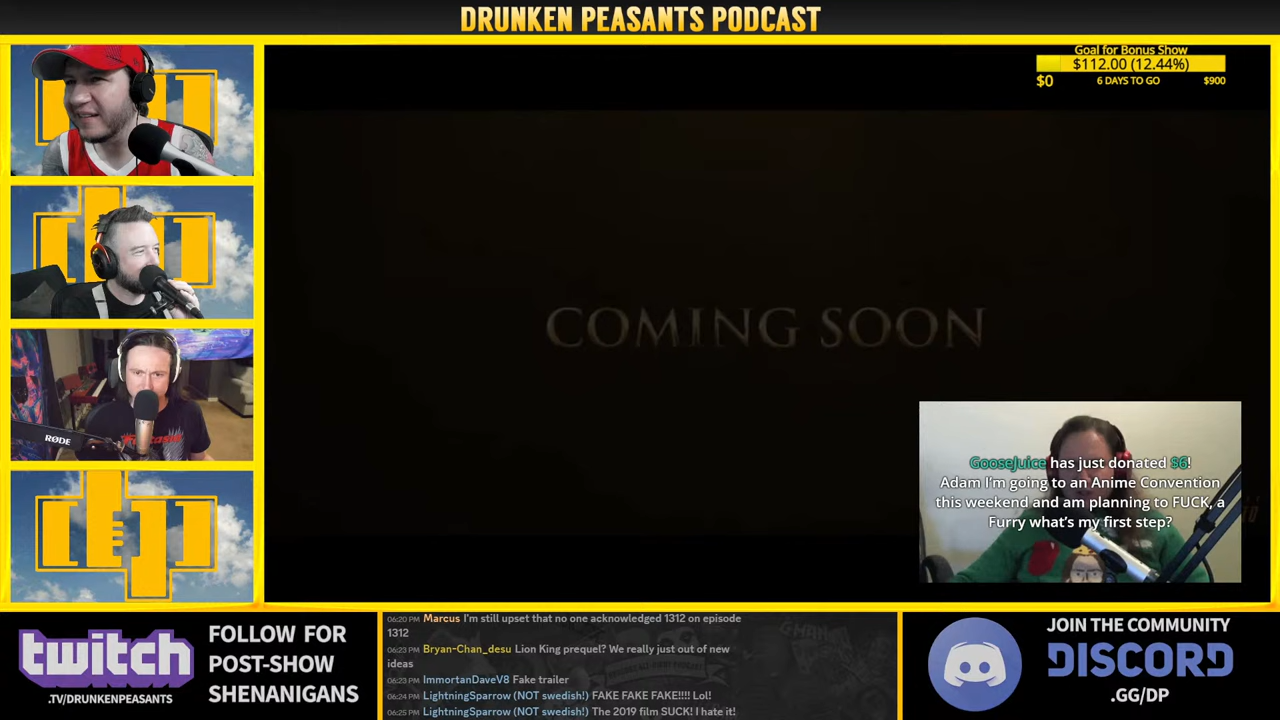 DRUNKEN PEASANTS PODCAST
Goal for Bonus Show
$112.00 (12.44%)
$0
6 DAYS TO GO
$900
COMING SOON
RØDE
GooseJuice has just donated $6!
Adam I'm going to an Anime Convention
this weekend and am planning to FUCK, a
Furry what's my first step?
twitch
.TV/DRUNKENPEASANTS
FOLLOW FOR
POST-SHOW
SHENANIGANS
06:20 PM Marcus I'm still upset that no one acknowledged 1312 on episode
1312
06:23 PM Bryan-Chan_desu Lion King prequel? We really just out of new
ideas
06:23 PM ImmortanDaveV8 Fake trailer
06:24 PM LightningSparrow (NOT swedish!) FAKE FAKE FAKE!!!! Lol!
06:25 PM LightningSparrow (NOT swedish!) The 2019 film SUCK! I hate it!
JOIN THE COMMUNITY
DISCORD
.GG/DP